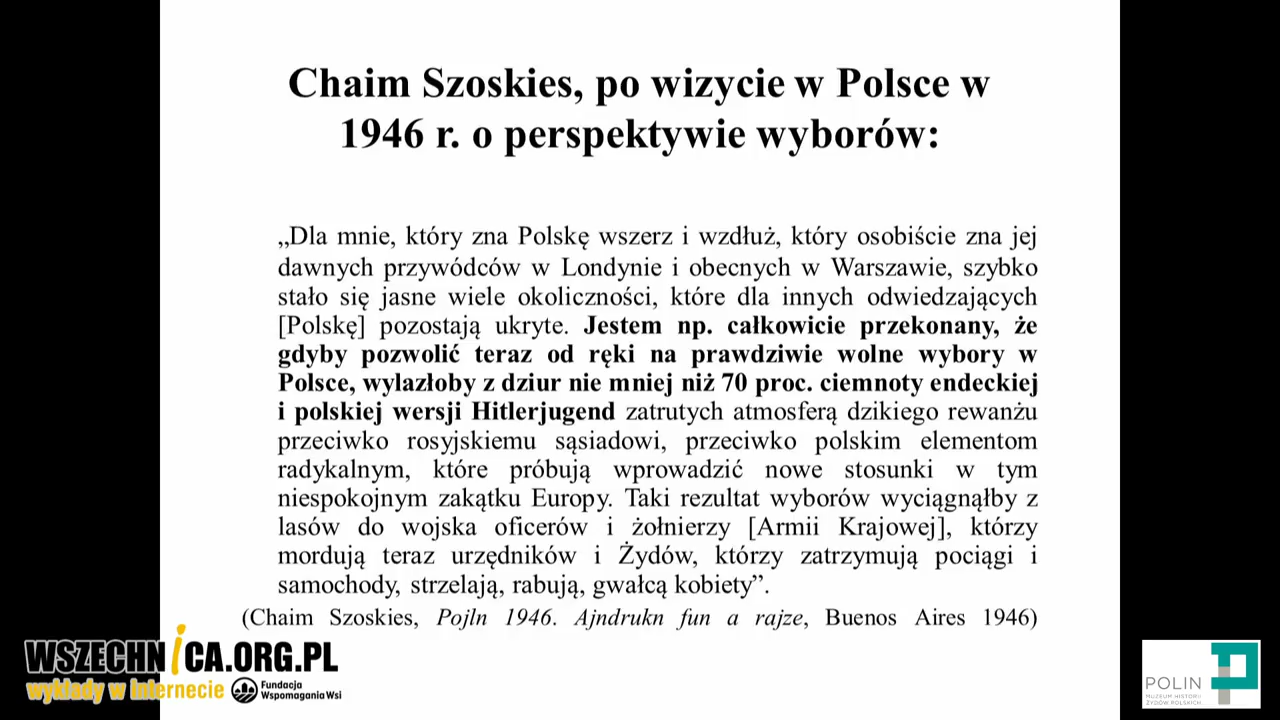 Chaim Szoskies, po wizycie w Polsce w
1946 r. o perspektywie wyborów:
„Dla mnie, który zna Polskę wszerz i wzdłuż, który osobiście zna jej
dawnych przywódców w Londynie i obecnych w Warszawie, szybko
stało się jasne wiele okoliczności, które dla innych odwiedzających
[Polskę] pozostają ukryte. Jestem np. całkowicie przekonany, że
gdyby pozwolić teraz od ręki na prawdziwie wolne wybory w
Polsce, wylazłoby z dziur nie mniej niż 70 proc. ciemnoty endeckiej
i polskiej wersji Hitlerjugend zatrutych atmosferą dzikiego rewanżu
przeciwko rosyjskiemu sąsiadowi, przeciwko polskim elementom
radykalnym, które próbują wprowadzić nowe stosunki w tym
niespokojnym zakątku Europy. Taki rezultat wyborów wyciągnąłby z
lasów do wojska oficerów i żołnierzy [Armii Krajowej], którzy
mordują teraz urzędników i Żydów, którzy zatrzymują pociągi i
samochody, strzelają, rabują, gwałcą kobiety”.
(Chaim Szoskies, Pojln 1946. Ajndrukn fun a rajze, Buenos Aires 1946)
WSZECHNiCA.ORG.PL
wykłady w internecie
Fundacja
Wspomagania Wsi
POLIN
MUZEUM HISTORII
ŻYDÓW POLSKICH